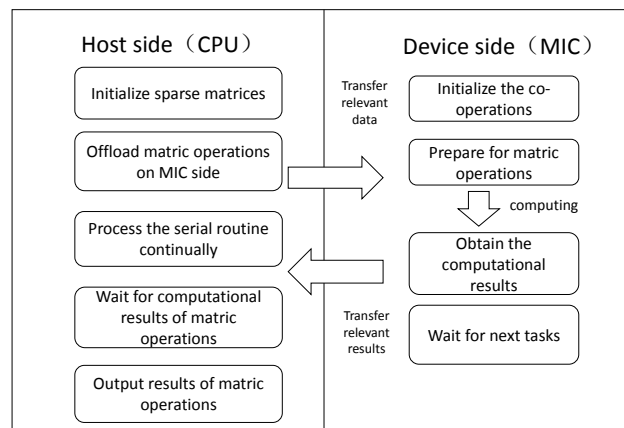 Host side（CPU）
Initialize sparse matrices
Offload matric operations
on MIC side
Process the serial routine
continually
Wait for computational
results of matric
operations
Output results of matric
operations
Device side（MIC）
Transfer
relevant
data
Initialize the co-
operations
Prepare for matric
operations
computing
Obtain the
computational
results
Transfer
relevant
results
Wait for next tasks